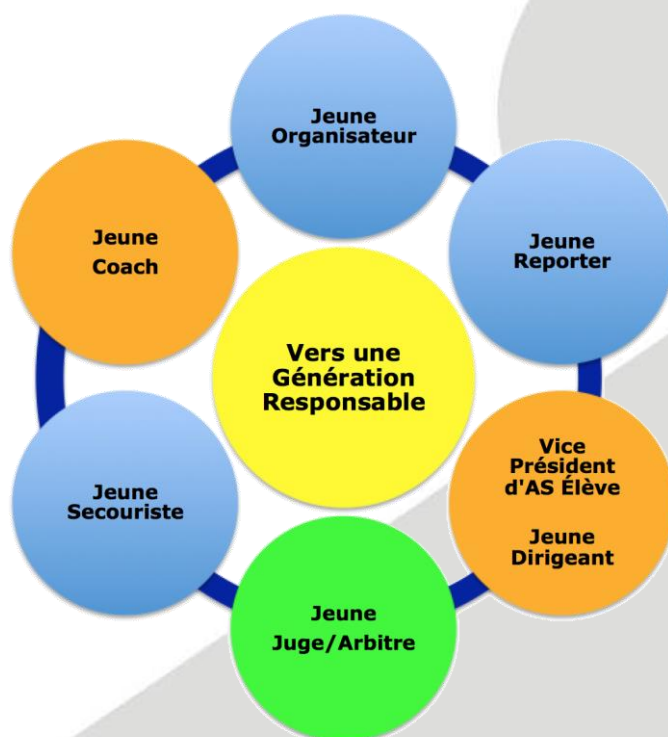 Jeune
Organisateur
Jeune
Reporter
Vice
Président
d'AS Élève
Jeune
Dirigeant
Jeune
Juge/Arbitre
Jeune
Secouriste
Jeune
Coach
Vers une
Génération
Responsable